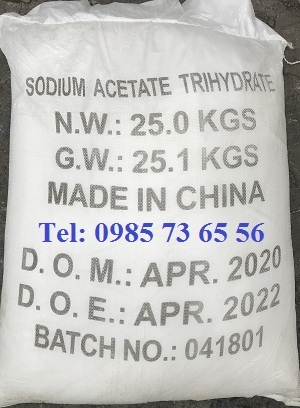 SODIUM ACETATE TRIHYDRATE
N.W.: 25.0 KGS
G.W.: 25.1 KGS
MADE IN CHINA
Tel: 0985 73 65 56
D. O. M.: APR. 2020
D. O. E.: APR. 2022
BATCH NO.: 041801